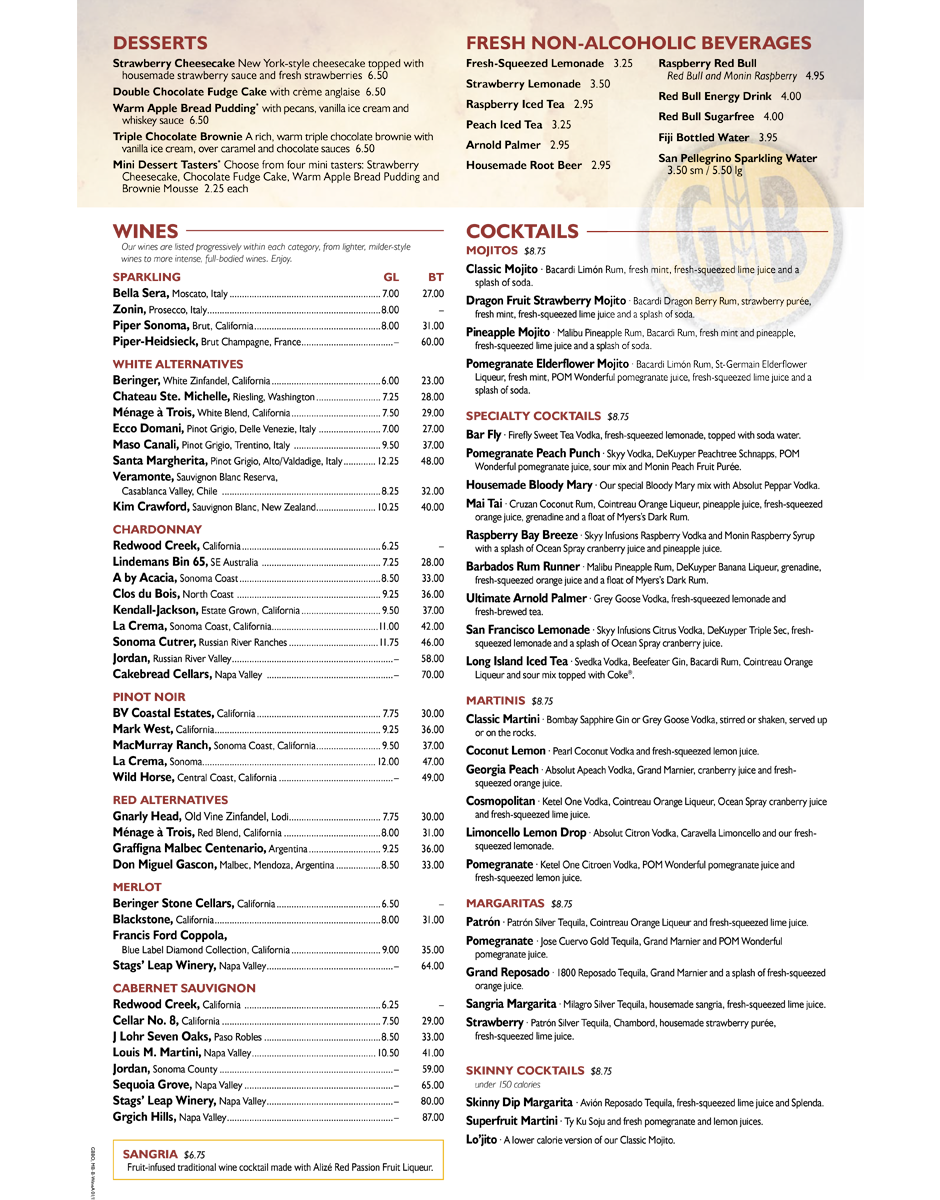 DESSERTS
Strawberry Cheesecake New York-style cheesecake topped with
housemade strawberry sauce and fresh strawberries 6.50
Double Chocolate Fudge Cake with crème anglaise 6.50
Warm Apple Bread Pudding* with pecans, vanilla ice cream and
whiskey sauce 6.50
Triple Chocolate Brownie A rich, warm triple chocolate brownie with
vanilla ice cream, over caramel and chocolate sauces 6.50
Mini Dessert Tasters* Choose from four mini tasters: Strawberry
Cheesecake, Chocolate Fudge Cake, Warm Apple Bread Pudding and
Brownie Mousse 2.25 each
FRESH NON-ALCOHOLIC BEVERAGES
Fresh-Squeezed Lemonade 3.25
Strawberry Lemonade 3.50
Raspberry Iced Tea 2.95
Peach Iced Tea 3.25
Arnold Palmer 2.95
Housemade Root Beer 2.95
Raspberry Red Bull
Red Bull and Monin Raspberry 4.95
Red Bull Energy Drink 4.00
Red Bull Sugarfree 4.00
Fiji Bottled Water 3.95
San Pellegrino Sparkling Water
3.50 sm / 5.50 lg
GB
WINES
Our wines are listed progressively within each category, from lighter, milder-style
wines to more intense, full-bodied wines. Enjoy.
SPARKLING GL BT
Bella Sera, Moscato, Italy 7.00 27.00
Zonin, Prosecco, Italy 8.00 –
Piper Sonoma, Brut, California 8.00 31.00
Piper-Heidsieck, Brut Champagne, France – 60.00
WHITE ALTERNATIVES
Beringer, White Zinfandel, California 6.00 23.00
Chateau Ste. Michelle, Riesling, Washington 7.25 28.00
Ménage à Trois, White Blend, California 7.50 29.00
Ecco Domani, Pinot Grigio, Delle Venezie, Italy 7.00 27.00
Maso Canali, Pinot Grigio, Trentino, Italy 9.50 37.00
Santa Margherita, Pinot Grigio, Alto/Valdadige, Italy 12.25 48.00
Veramonte, Sauvignon Blanc Reserva,
Casablanca Valley, Chile 8.25 32.00
Kim Crawford, Sauvignon Blanc, New Zealand 10.25 40.00
CHARDONNAY
Redwood Creek, California 6.25 –
Lindemans Bin 65, SE Australia 7.25 28.00
A by Acacia, Sonoma Coast 8.50 33.00
Clos du Bois, North Coast 9.25 36.00
Kendall-Jackson, Estate Grown, California 9.50 37.00
La Crema, Sonoma Coast, California 11.00 42.00
Sonoma Cutrer, Russian River Ranches 11.75 46.00
Jordan, Russian River Valley – 58.00
Cakebread Cellars, Napa Valley – 70.00
PINOT NOIR
BV Coastal Estates, California 7.75 30.00
Mark West, California 9.25 36.00
MacMurray Ranch, Sonoma Coast, California 9.50 37.00
La Crema, Sonoma 12.00 47.00
Wild Horse, Central Coast, California – 49.00
RED ALTERNATIVES
Gnarly Head, Old Vine Zinfandel, Lodi 7.75 30.00
Ménage à Trois, Red Blend, California 8.00 31.00
Graffigna Malbec Centenario, Argentina 9.25 36.00
Don Miguel Gascon, Malbec, Mendoza, Argentina 8.50 33.00
MERLOT
Beringer Stone Cellars, California 6.50 –
Blackstone, California 8.00 31.00
Francis Ford Coppola,
Blue Label Diamond Collection, California 9.00 35.00
Stags’ Leap Winery, Napa Valley – 64.00
CABERNET SAUVIGNON
Redwood Creek, California 6.25 –
Cellar No. 8, California 7.50 29.00
J Lohr Seven Oaks, Paso Robles 8.50 33.00
Louis M. Martini, Napa Valley 10.50 41.00
Jordan, Sonoma County – 59.00
Sequoia Grove, Napa Valley – 65.00
Stags’ Leap Winery, Napa Valley – 80.00
Grgich Hills, Napa Valley – 87.00
SANGRIA $6.75
Fruit-infused traditional wine cocktail made with Alizé Red Passion Fruit Liqueur.
COCKTAILS
MOJITOS $8.75
Classic Mojito · Bacardi Limón Rum, fresh mint, fresh-squeezed lime juice and a
splash of soda.
Dragon Fruit Strawberry Mojito · Bacardi Dragon Berry Rum, strawberry purée,
fresh mint, fresh-squeezed lime juice and a splash of soda.
Pineapple Mojito · Malibu Pineapple Rum, Bacardi Rum, fresh mint and pineapple,
fresh-squeezed lime juice and a splash of soda.
Pomegranate Elderflower Mojito · Bacardi Limón Rum, St-Germain Elderflower
Liqueur, fresh mint, POM Wonderful pomegranate juice, fresh-squeezed lime juice and a
splash of soda.
SPECIALTY COCKTAILS $8.75
Bar Fly · Firefly Sweet Tea Vodka, fresh-squeezed lemonade, topped with soda water.
Pomegranate Peach Punch · Skyy Vodka, DeKuyper Peachtree Schnapps, POM
Wonderful pomegranate juice, sour mix and Monin Peach Fruit Purée.
Housemade Bloody Mary · Our special Bloody Mary mix with Absolut Peppar Vodka.
Mai Tai · Cruzan Coconut Rum, Cointreau Orange Liqueur, pineapple juice, fresh-squeezed
orange juice, grenadine and a float of Myers’s Dark Rum.
Raspberry Bay Breeze · Skyy Infusions Raspberry Vodka and Monin Raspberry Syrup
with a splash of Ocean Spray cranberry juice and pineapple juice.
Barbados Rum Runner · Malibu Pineapple Rum, DeKuyper Banana Liqueur, grenadine,
fresh-squeezed orange juice and a float of Myers’s Dark Rum.
Ultimate Arnold Palmer · Grey Goose Vodka, fresh-squeezed lemonade and
fresh-brewed tea.
San Francisco Lemonade · Skyy Infusions Citrus Vodka, DeKuyper Triple Sec, fresh-
squeezed lemonade and a splash of Ocean Spray cranberry juice.
Long Island Iced Tea · Svedka Vodka, Beefeater Gin, Bacardi Rum, Cointreau Orange
Liqueur and sour mix topped with Coke®.
MARTINIS $8.75
Classic Martini · Bombay Sapphire Gin or Grey Goose Vodka, stirred or shaken, served up
or on the rocks.
Coconut Lemon · Pearl Coconut Vodka and fresh-squeezed lemon juice.
Georgia Peach · Absolut Apeach Vodka, Grand Marnier, cranberry juice and fresh-
squeezed orange juice.
Cosmopolitan · Ketel One Vodka, Cointreau Orange Liqueur, Ocean Spray cranberry juice
and fresh-squeezed lime juice.
Limoncello Lemon Drop · Absolut Citron Vodka, Caravella Limoncello and our fresh-
squeezed lemonade.
Pomegranate · Ketel One Citroen Vodka, POM Wonderful pomegranate juice and
fresh-squeezed lemon juice.
MARGARITAS $8.75
Patrón · Patrón Silver Tequila, Cointreau Orange Liqueur and fresh-squeezed lime juice.
Pomegranate · Jose Cuervo Gold Tequila, Grand Marnier and POM Wonderful
pomegranate juice.
Grand Reposado · 1800 Reposado Tequila, Grand Marnier and a splash of fresh-squeezed
orange juice.
Sangria Margarita · Milagro Silver Tequila, housemade sangria, fresh-squeezed lime juice.
Strawberry · Patrón Silver Tequila, Chambord, housemade strawberry purée,
fresh-squeezed lime juice.
SKINNY COCKTAILS $8.75
under 150 calories
Skinny Dip Margarita · Avión Reposado Tequila, fresh-squeezed lime juice and Splenda.
Superfruit Martini · Ty Ku Soju and fresh pomegranate and lemon juices.
Lo’jito · A lower calorie version of our Classic Mojito.